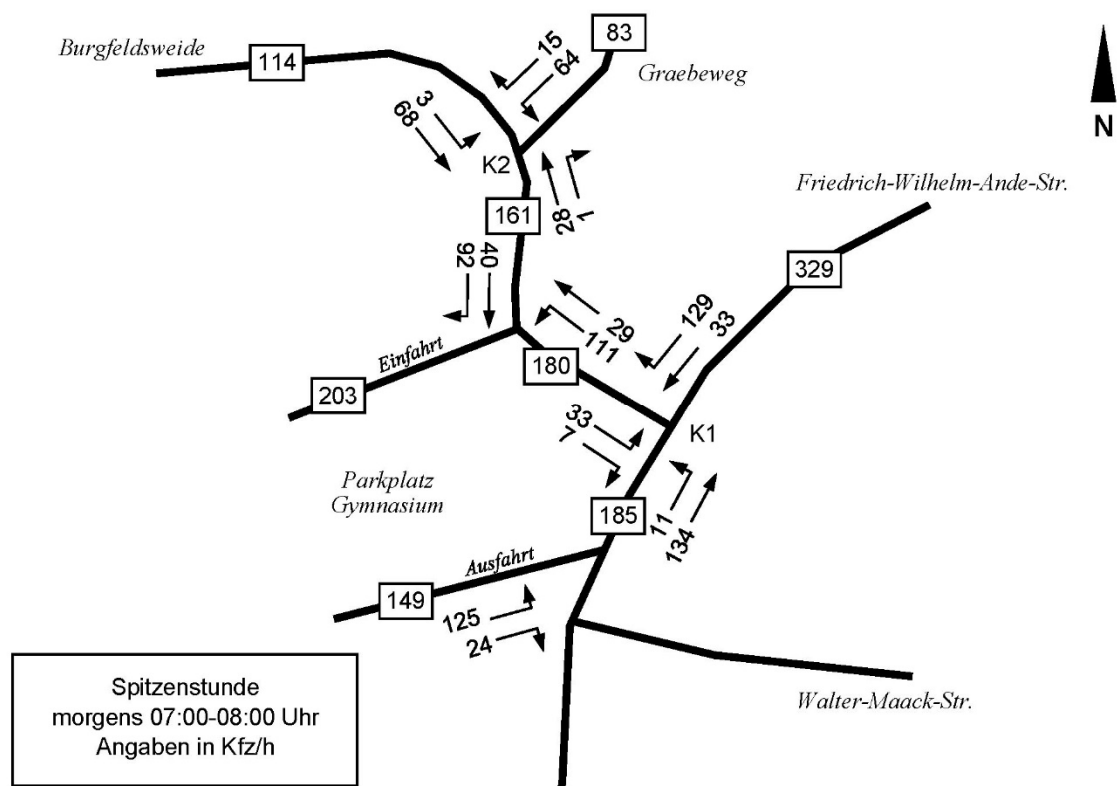 Burgfeldsweide
114
83
Graebeweg
15
64
3
68
K2
N
Friedrich-Wilhelm-Ande-Str.
161
28
1
329
92
40
29
111
129
33
Einfahrt
180
203
33
7
K1
Parkplatz
Gymnasium
185
11
134
Ausfahrt
149
125
24
Walter-Maack-Str.
Spitzenstunde
morgens 07:00-08:00 Uhr
Angaben in Kfz/h